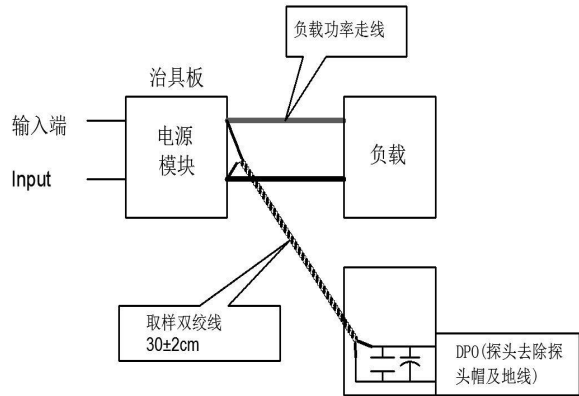 负载功率走线
治具板
输入端
电源
模块
负载
Input
取样双绞线
30±2cm
DPO(探头去除探
头帽及地线)